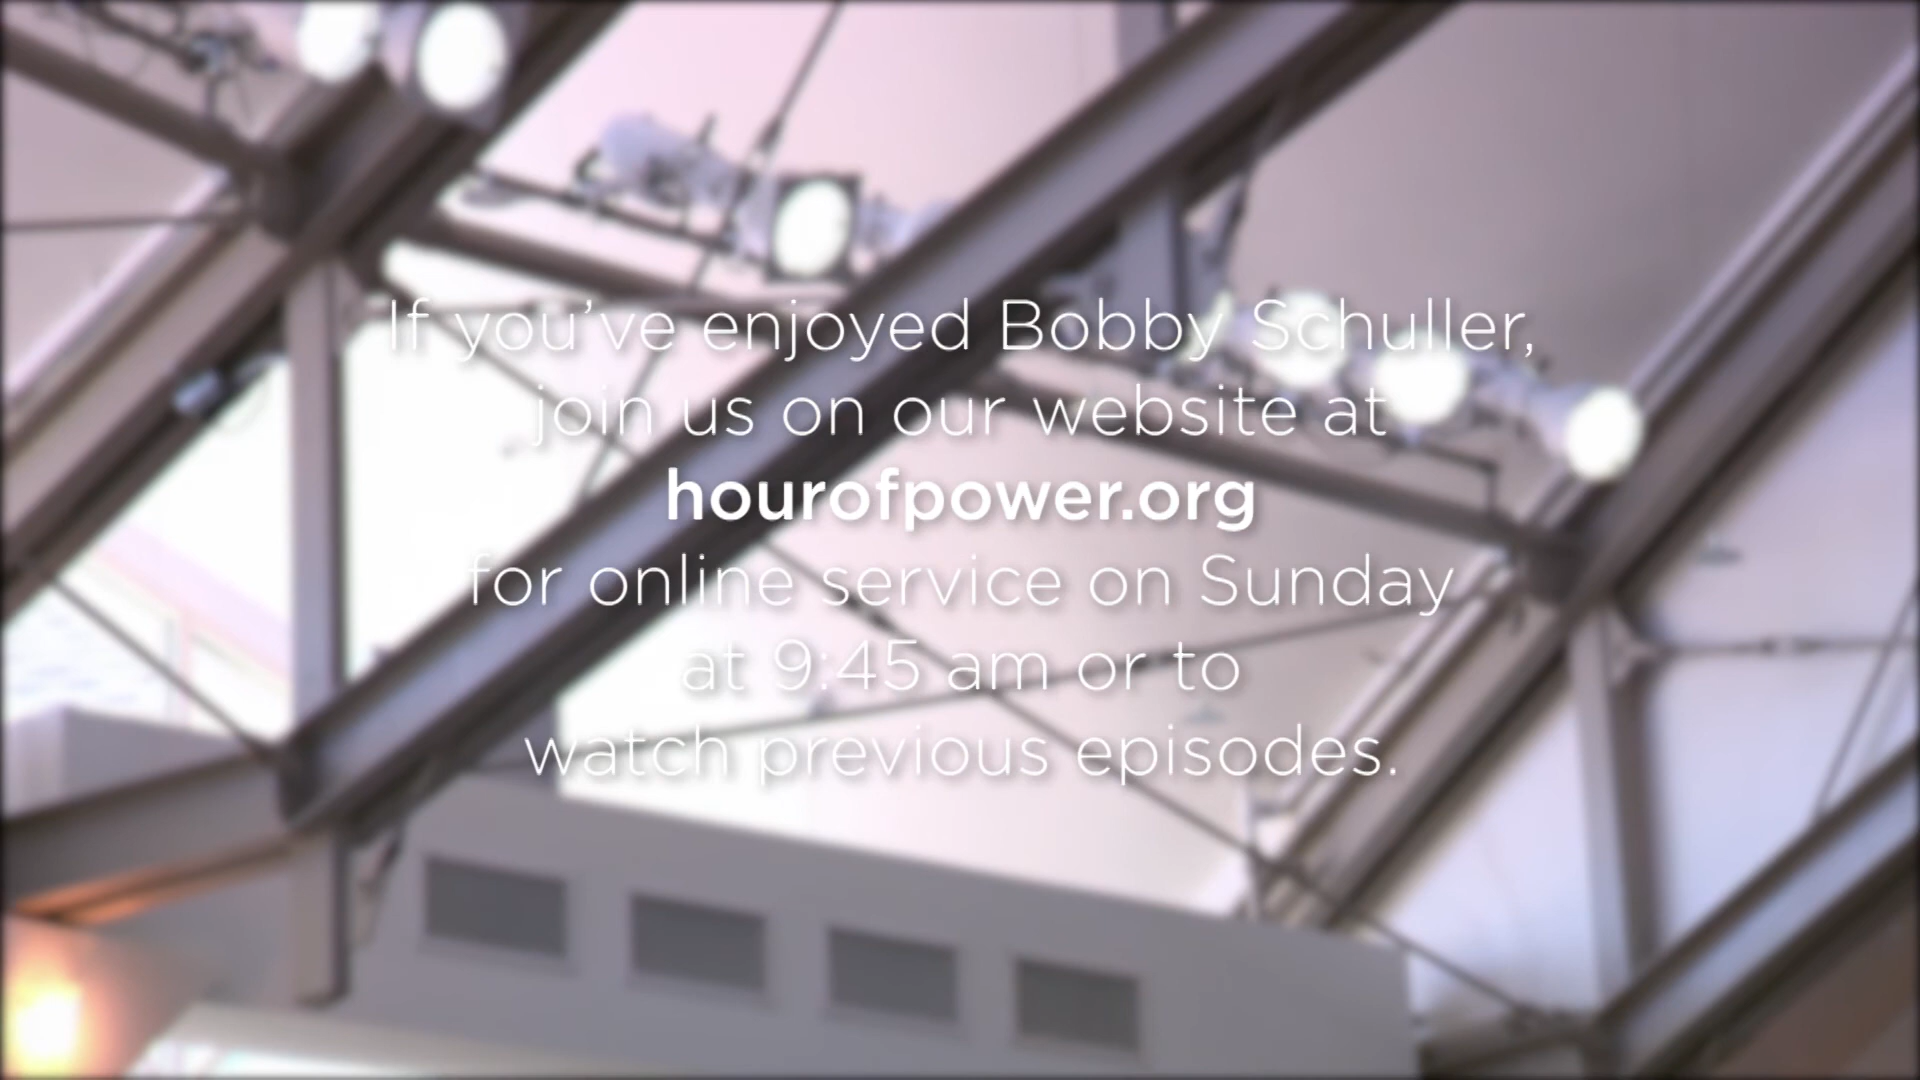 If you’ve enjoyed Bobby Schuller,
join us on our website at
hourofpower.org
for online service on Sunday
at 9:45 am or to
watch previous episodes.